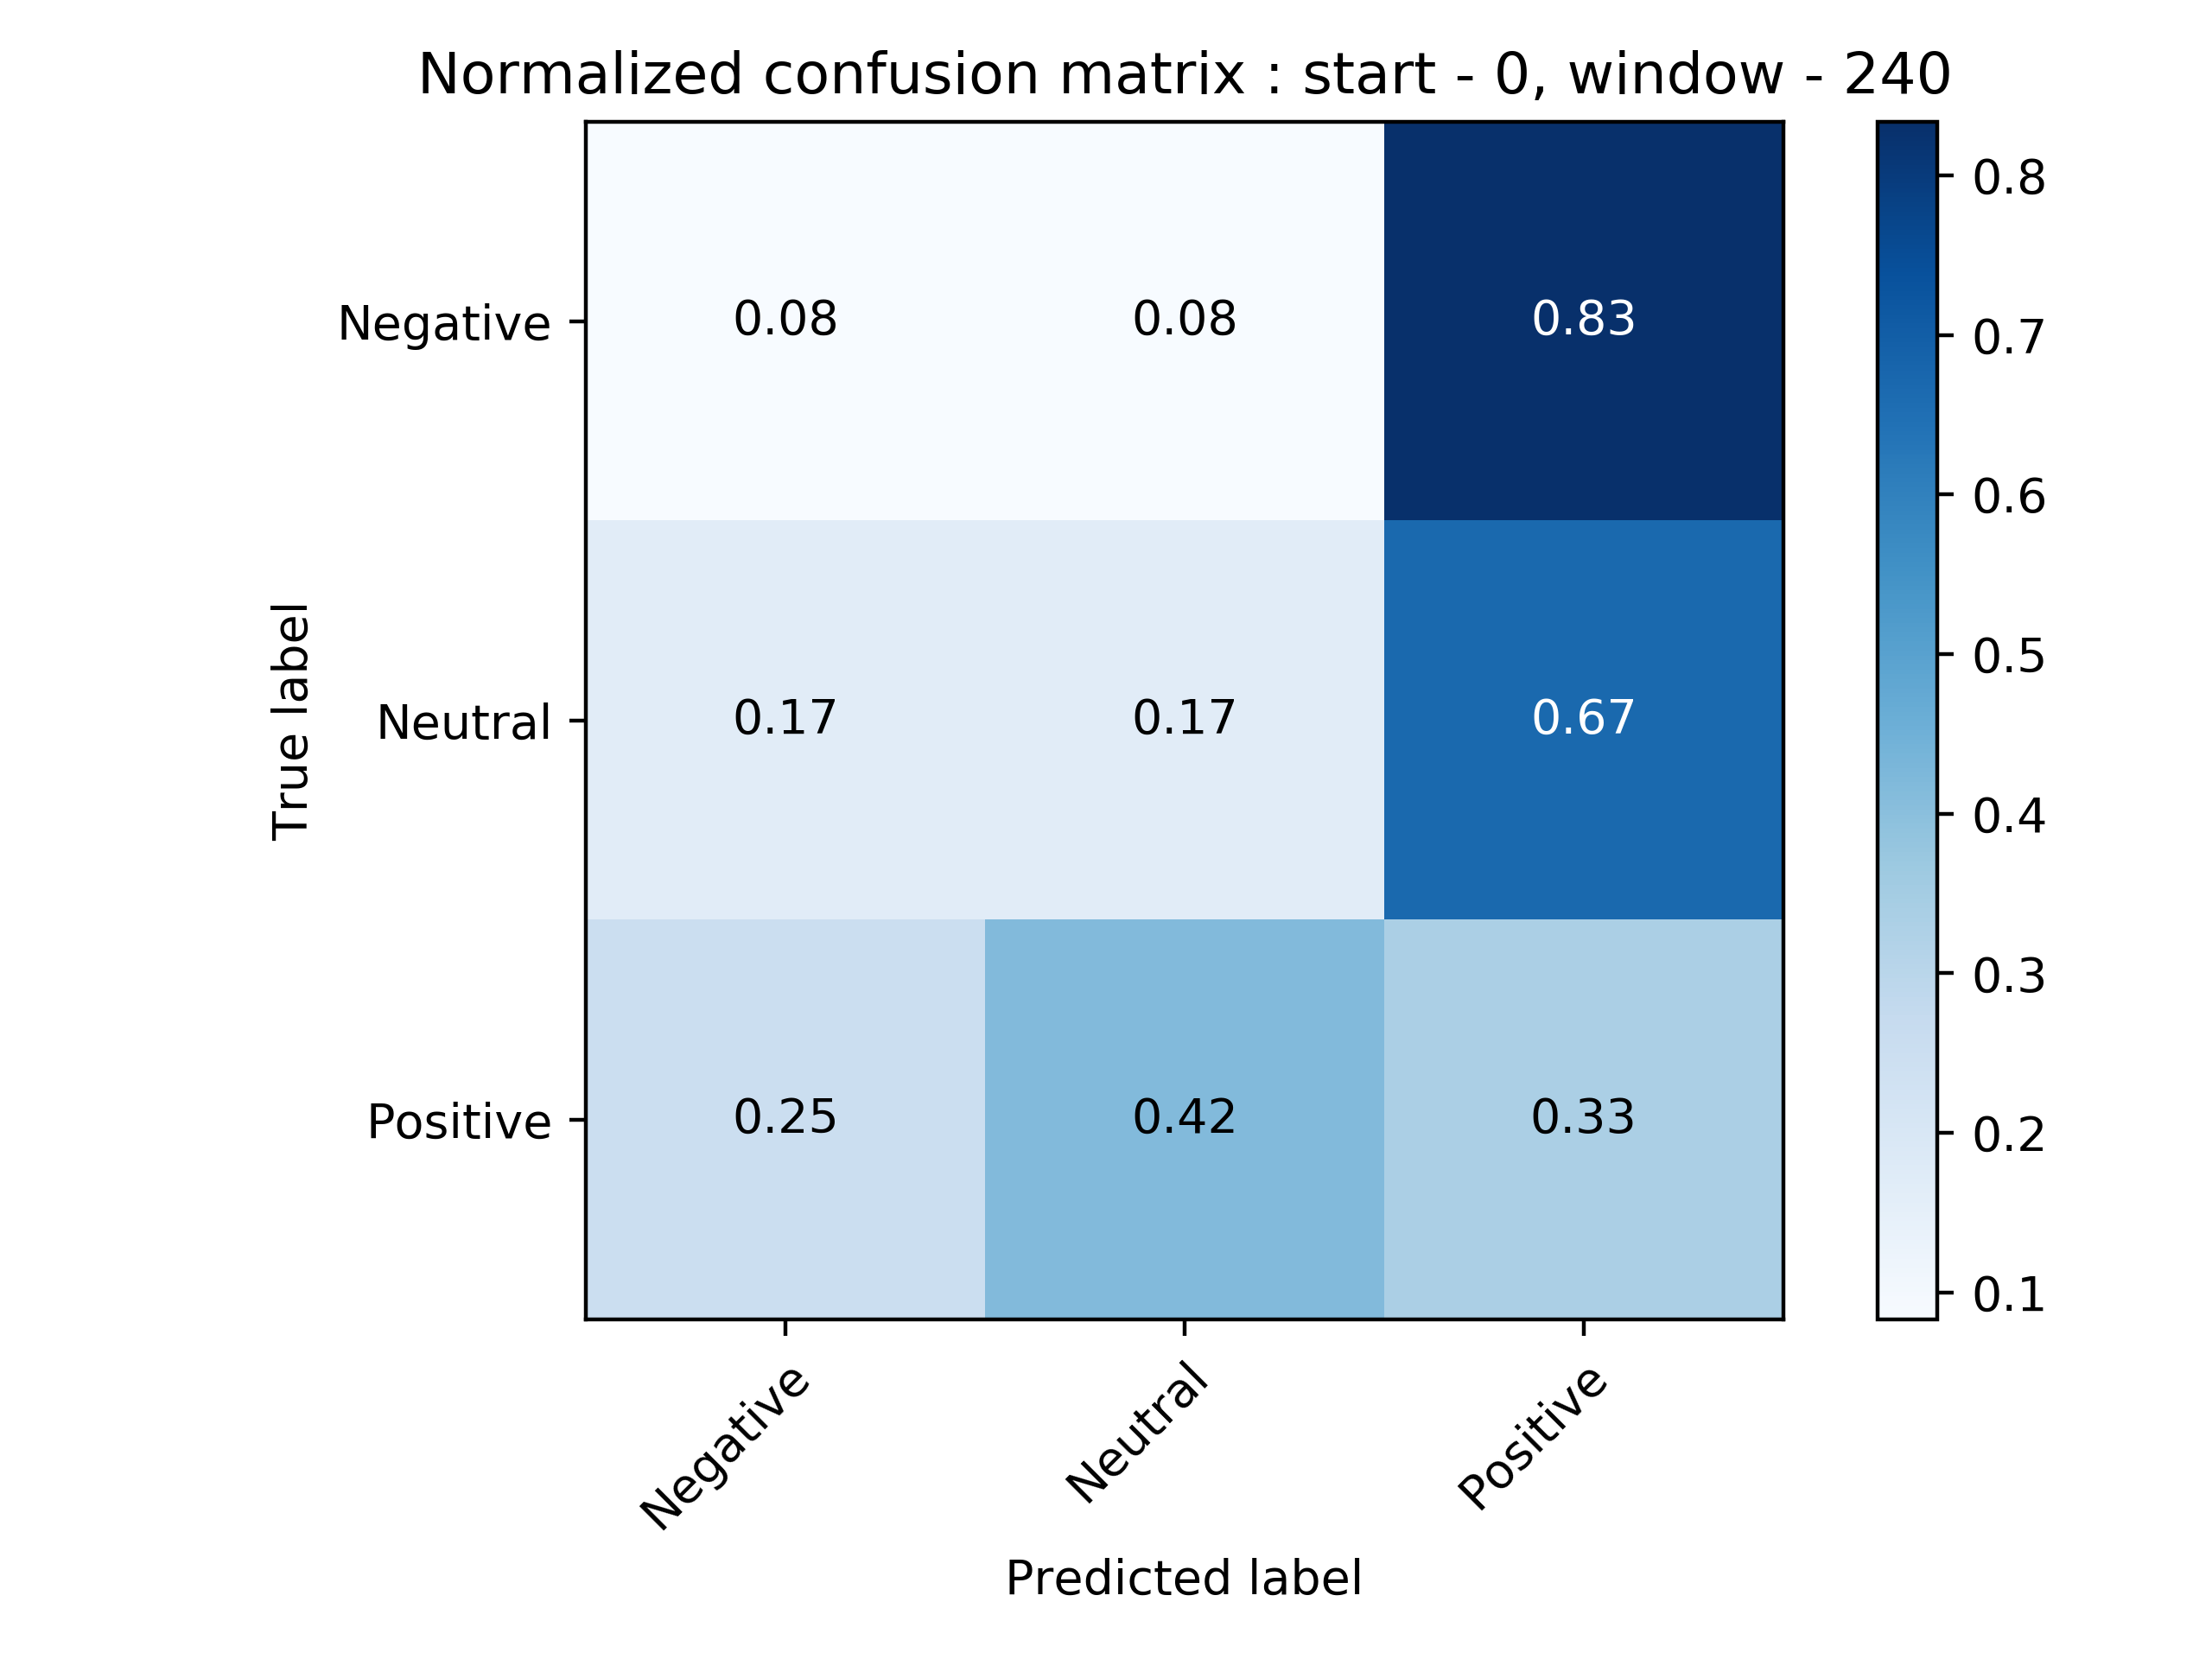 Normalized confusion matrix : start - 0, window - 240
Negative 0.08 0.08 0.83
Neutral 0.17 0.17 0.67
Positive 0.25 0.42 0.33
True label
Negative Neutral Positive
Predicted label
0.8
0.7
0.6
0.5
0.4
0.3
0.2
0.1